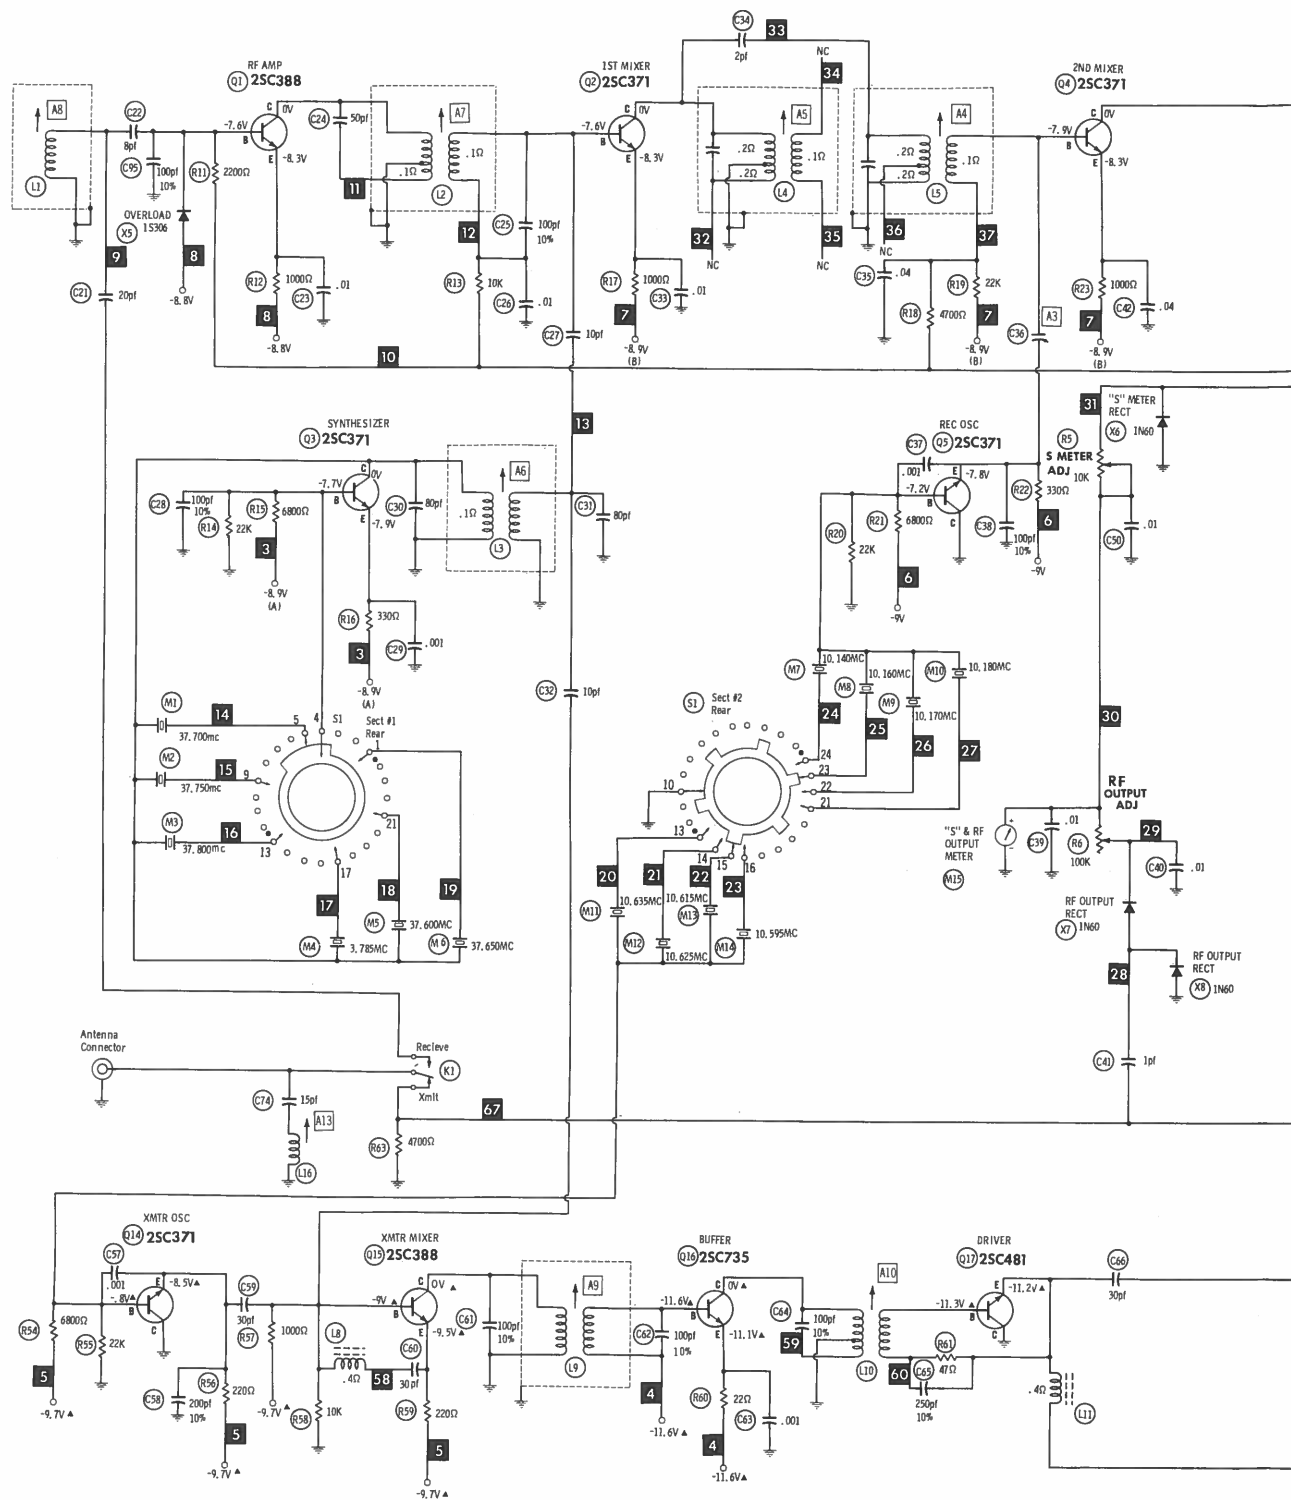 C34
33
2pf
NC
34
RF AMP
Q1 2SC388
C
0V
-7.6V
B
E
-8.3V
1ST MIXER
Q2 2SC371
C
0V
-7.6V
B
E
-8.3V
2ND MIXER
Q4 2SC371
C
0V
-7.9V
B
E
-8.3V
A8
L1
C22
8pf
C95
100pf
10%
OVERLOAD
X5 1S306
R11
2200Ω
C24
50pf
A7
.1Ω
.1Ω
11
L2
A5
.2Ω
.2Ω
.1Ω
L4
A4
.2Ω
.2Ω
.1Ω
L5
9
8
-8.8V
C21
20pf
R12
1000Ω
C23
.01
8
-8.8V
12
R13
10K
C25
100pf
10%
C26
.01
C27
10pf
R17
1000Ω
C33
.01
7
-8.9V
(B)
32
NC
35
NC
36
NC
37
C35
.04
R18
4700Ω
R19
22K
7
-8.9V
(B)
C36
A3
R23
1000Ω
C42
.04
7
-8.9V
(B)
10
13
SYNTHESIZER
Q3 2SC371
C
0V
-7.7V
B
E
-7.9V
C28
100pf
10%
R14
22K
R15
6800Ω
3
-8.9V
(A)
C30
80pf
A6
.1Ω
L3
C31
80pf
R16
330Ω
C29
.001
3
-8.9V
(A)
C32
10pf
REC OSC
C37
.001
Q5 2SC371
E
-7.8V
-7.2V
B
C
R20
22K
R21
6800Ω
6
-9V
C38
100pf
10%
R22
330Ω
6
-9V
31
"S" METER
RECT
X6 1N60
R5
S METER
ADJ
10K
C50
.01
M1
14
37.700mc
M2
15
37.750mc
M3
16
37.800mc
5
4
S1
Sect #1
Rear
1
9
13
17
21
17
18
19
M4
3.785MC
M5
37.600MC
M6
37.650MC
S1
Sect #2
Rear
M7
10.140MC
M8
10.160MC
M9
10.170MC
M10
10.180MC
24
25
26
27
24
23
22
21
10
13
14
15
16
20
21
22
23
M11
10.635MC
M12
10.625MC
M13
10.615MC
M14
10.595MC
30
RF
OUTPUT
ADJ
R6
100K
29
"S" & RF
OUTPUT
METER
M15
+
-
.01
C39
C40
.01
RF OUTPUT
RECT
X7 1N60
28
RF OUTPUT
RECT
X8 1N60
C41
1pf
Antenna
Connector
Recieve
K1
Xmit
C74
15pf
A13
L16
R63
4700Ω
67
XMTR OSC
Q14 2SC371
C57
.001
E
-8.5V▲
-.8V▲
B
C
R54
6800Ω
R55
22K
5
-9.7V▲
C58
200pf
10%
R56
220Ω
5
-9.7V▲
C59
30pf
R57
1000Ω
-9.7V▲
L8
.4Ω
58
R58
10K
XMTR MIXER
Q15 2SC388
C
0V
▲
-9V▲
B
E
-9.5V▲
C60
30pf
R59
220Ω
5
-9.7V▲
C61
100pf
10%
A9
L9
C62
100pf
10%
4
-11.6V▲
BUFFER
Q16 2SC735
C
0V▲
-11.6V▲
B
E
-11.1V▲
R60
22Ω
C63
.001
4
-11.6V▲
C64
100pf
10%
59
A10
L10
60
R61
47Ω
C65
250pf
10%
DRIVER
Q17 2SC481
E
-11.2V▲
-11.3V▲
B
C
C66
30pf
.4Ω
L11